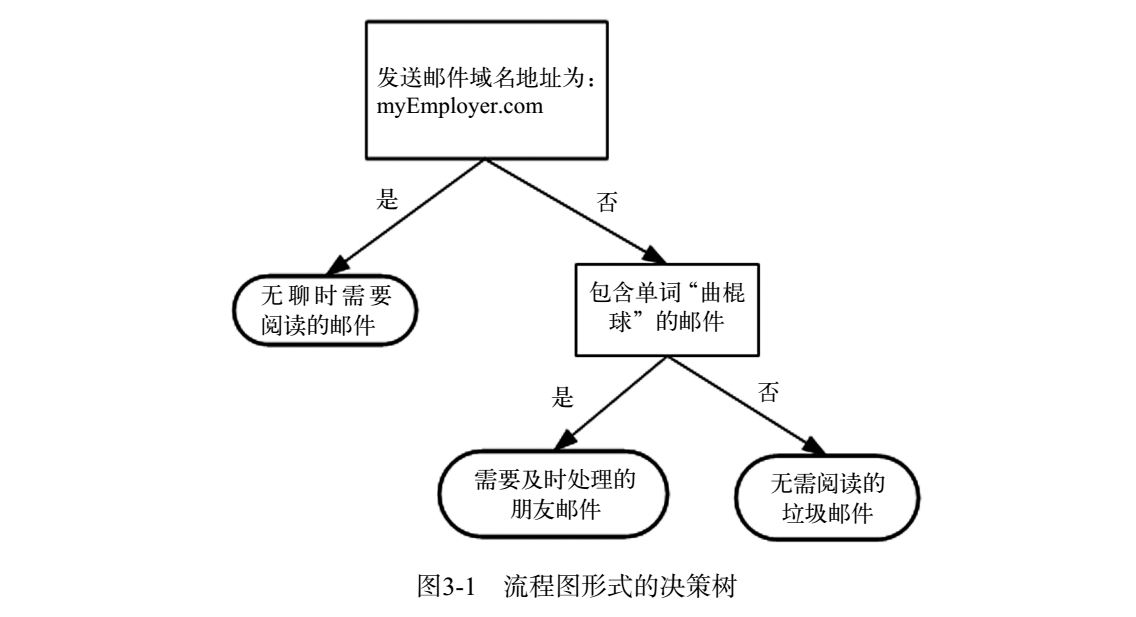 发送邮件域名地址为：
myEmployer.com
是
否
无聊时需要
阅读的邮件
包含单词“曲棍
球”的邮件
是
否
需要及时处理的
朋友邮件
无需阅读的
垃圾邮件
图3-1 流程图形式的决策树